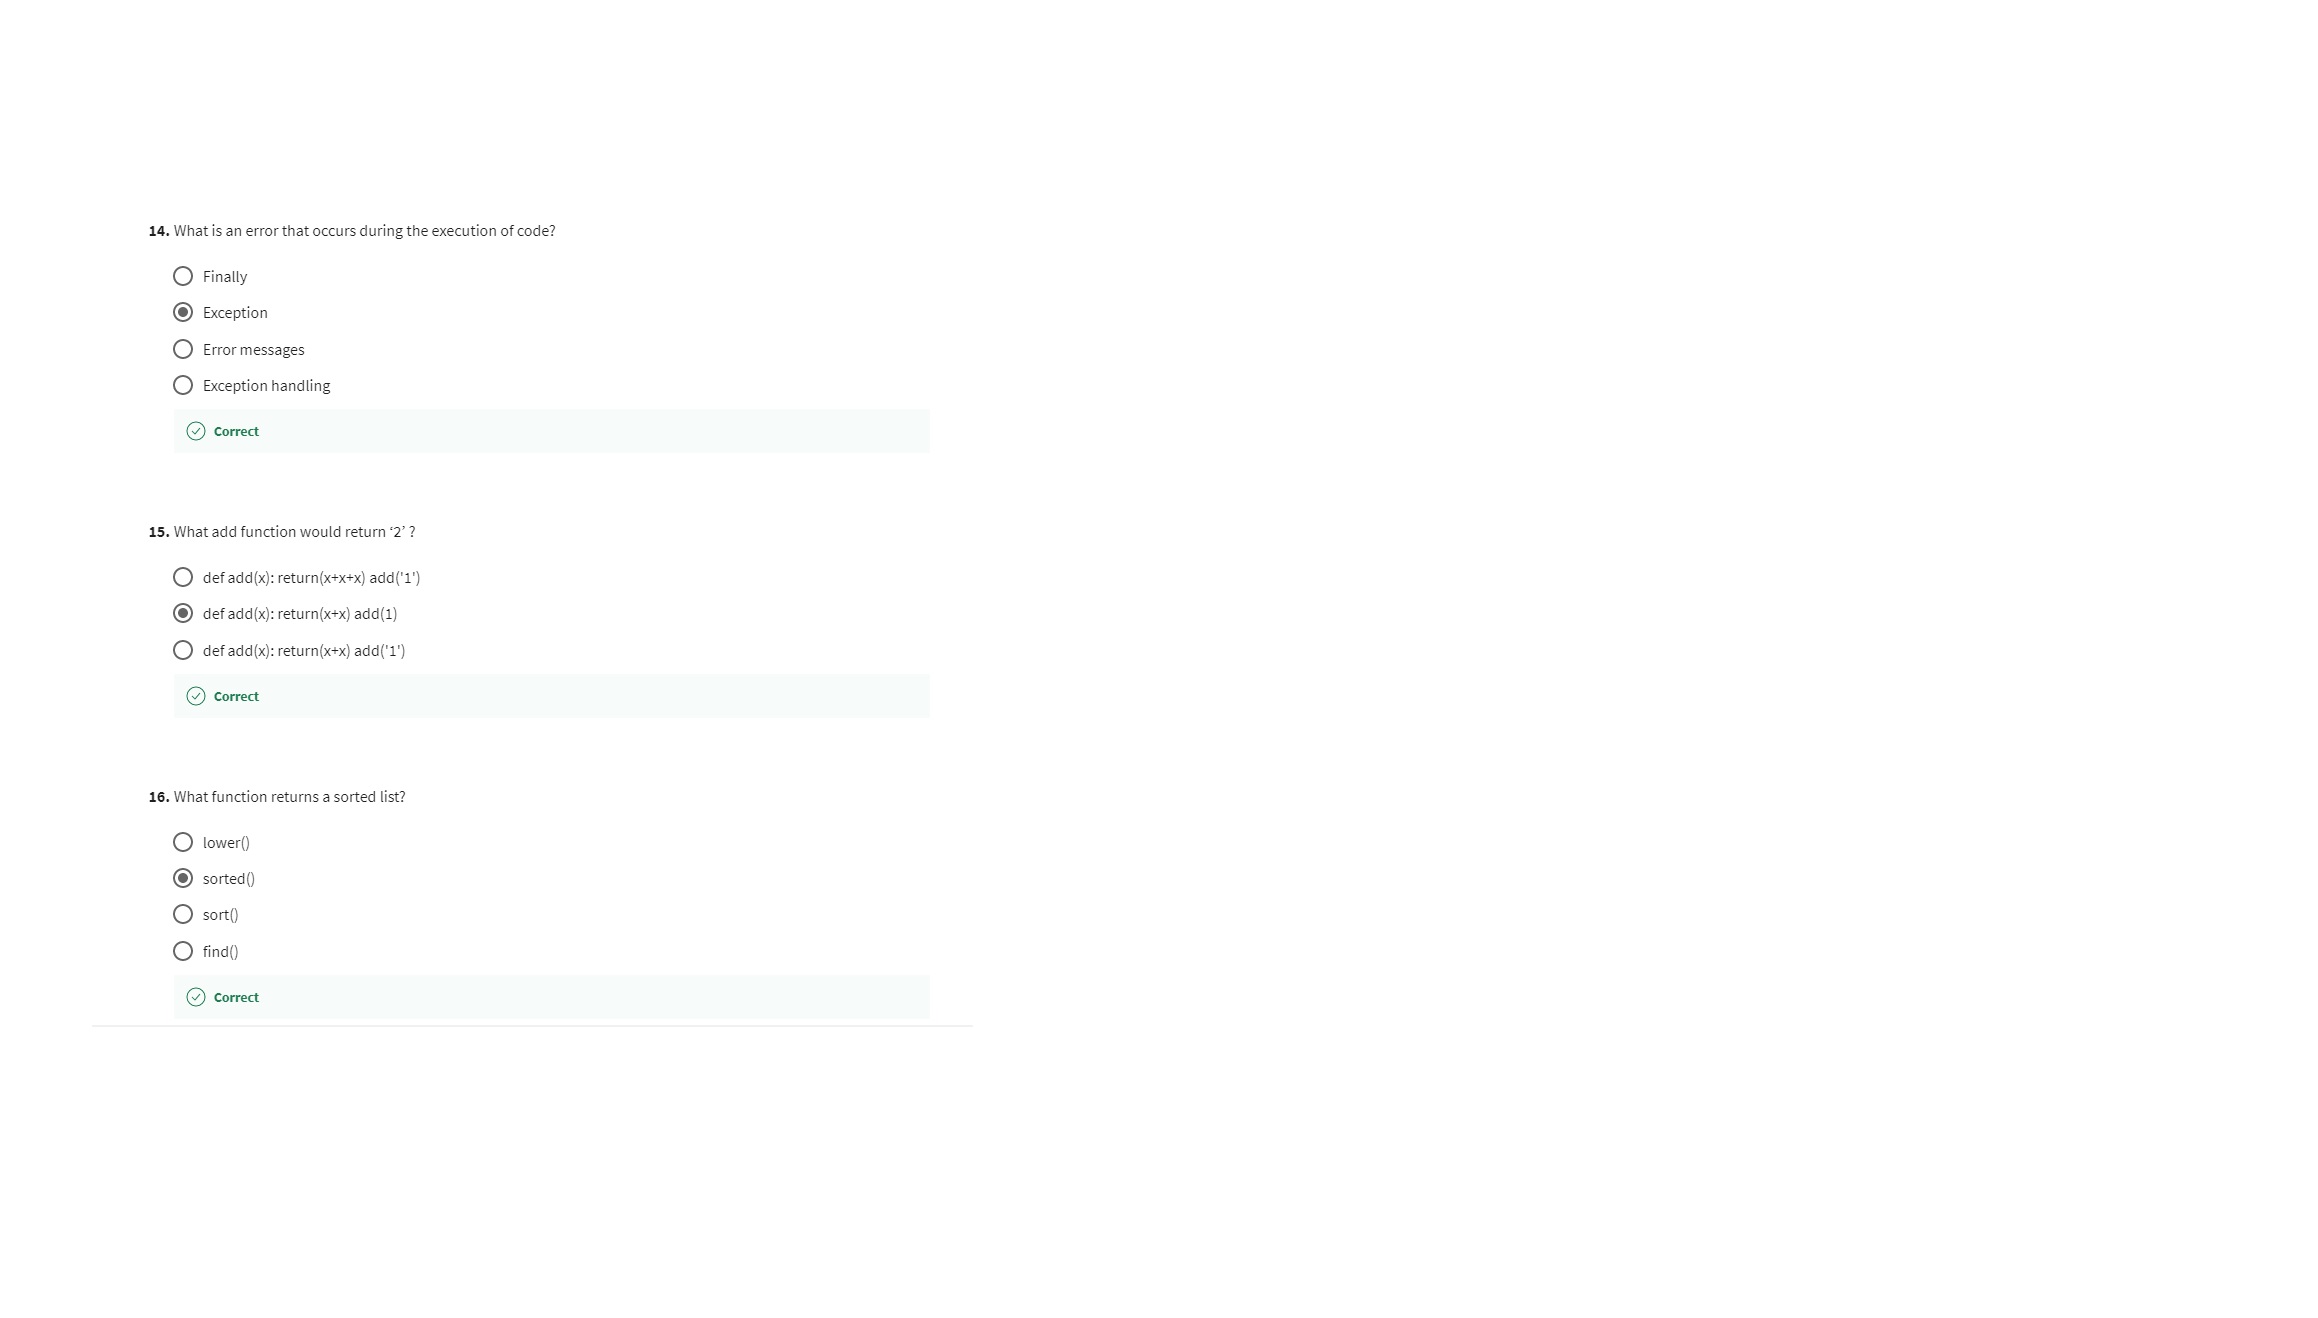 14. What is an error that occurs during the execution of code?
Finally
Exception
Error messages
Exception handling
Correct
15. What add function would return ‘2’ ?
def add(x): return(x+x+x) add('1')
def add(x): return(x+x) add(1)
def add(x): return(x+x) add('1')
Correct
16. What function returns a sorted list?
lower()
sorted()
sort()
find()
Correct